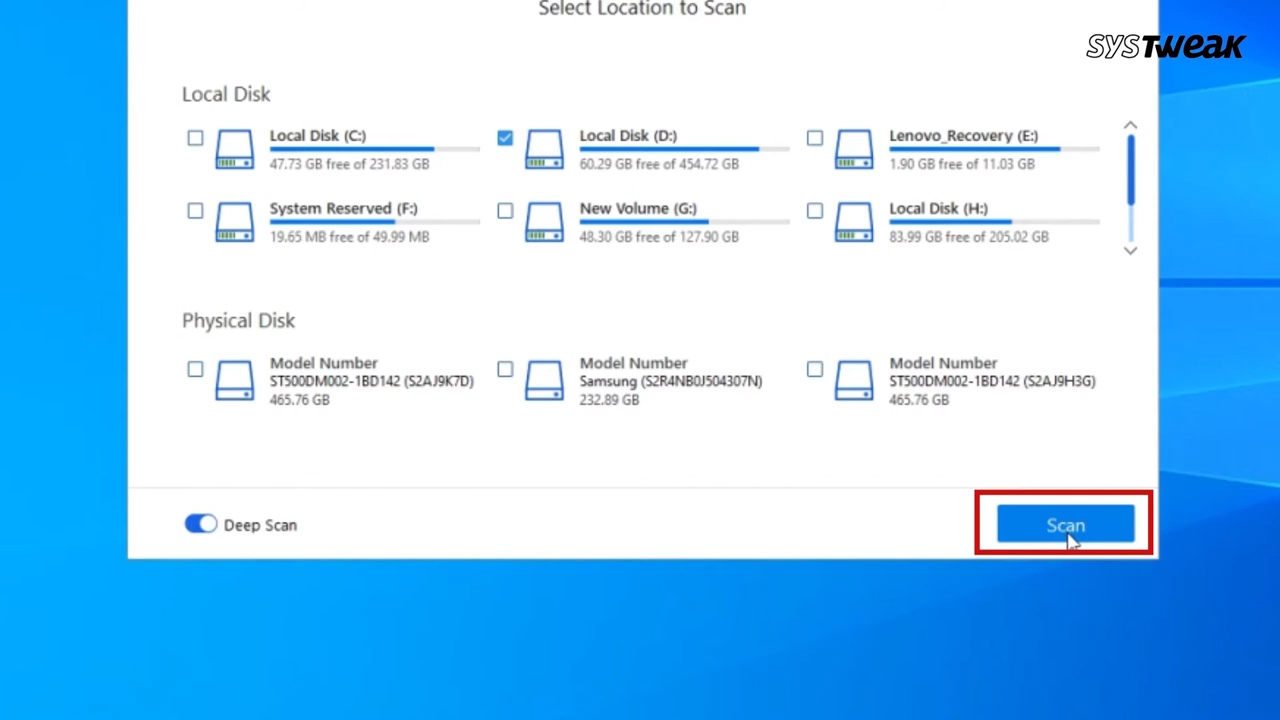 Select Location to Scan
SYSTWEAK
Local Disk
Local Disk (C:)
47.73 GB free of 231.83 GB
Local Disk (D:)
60.29 GB free of 454.72 GB
Lenovo_Recovery (E:)
1.90 GB free of 11.03 GB
System Reserved (F:)
19.65 MB free of 49.99 MB
New Volume (G:)
48.30 GB free of 127.90 GB
Local Disk (H:)
83.99 GB free of 205.02 GB
Physical Disk
Model Number
ST500DM002-1BD142 (S2AJ9K7D)
465.76 GB
Model Number
Samsung (S2R4NB0J504307N)
232.89 GB
Model Number
ST500DM002-1BD142 (S2AJ9H3G)
465.76 GB
Deep Scan
Scan